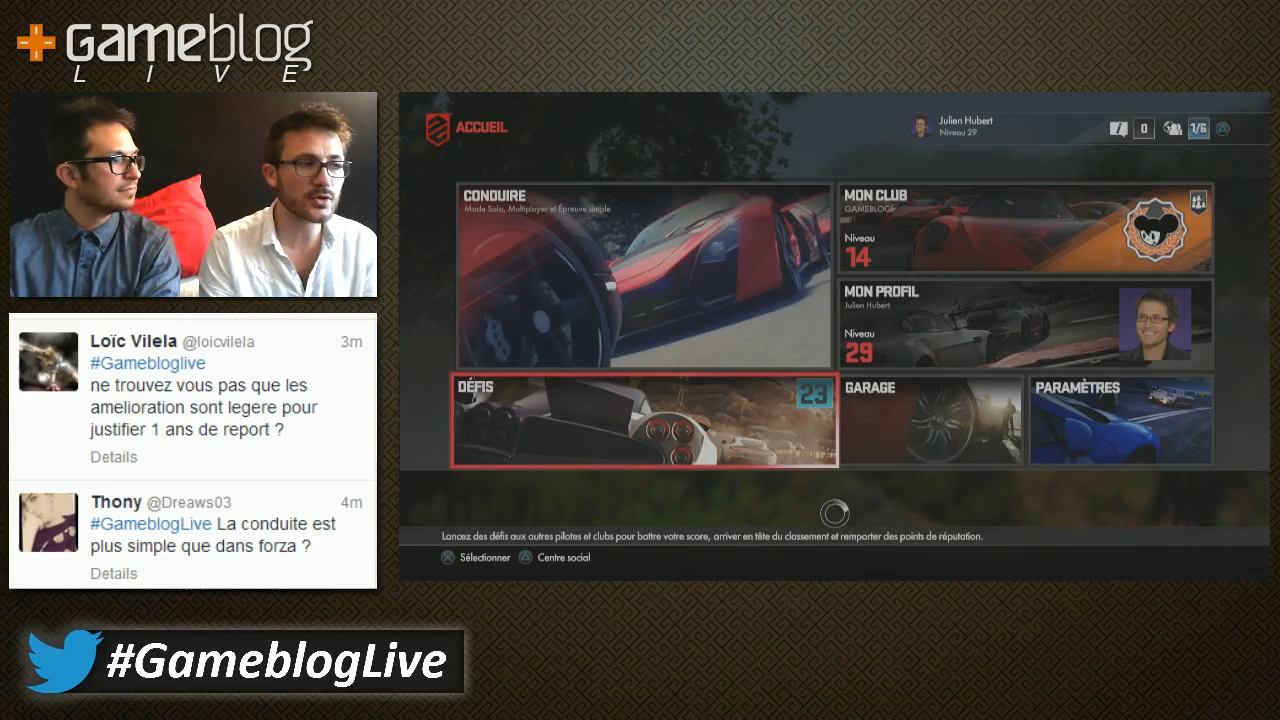 Gameblog
LIVE
Loïc Vilela @loicvilela 3m
#Gamebloglive
ne trouvez vous pas que les
amelioration sont legere pour
justifier 1 ans de report ?
Details
Thony @Dreaws03 4m
#GameblogLive La conduite est
plus simple que dans forza ?
Details
#GameblogLive
ACCUEIL
Julien Hubert
Niveau 29
0
1/6
CONDUIRE
Mode Solo, Multiplayer et Épreuve simple
MON CLUB
GAMEBLOGfr
Niveau
14
MON PROFIL
Julien Hubert
Niveau
29
DÉFIS
23
GARAGE
PARAMÈTRES
Lancez des défis aux autres pilotes et clubs pour battre votre score, arriver en tête du classement et remporter des points de réputation.
Sélectionner
Centre social